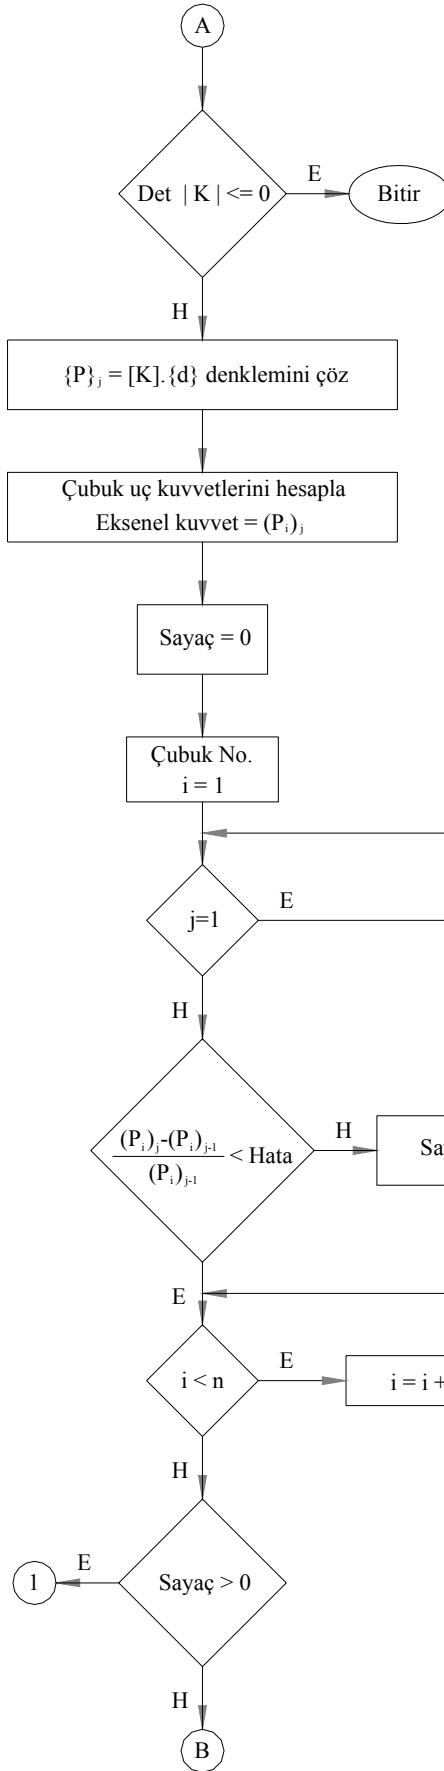 A
Det | K | <= 0
E
Bitir
H
{P}j = [K].{d} denklemini çöz
Çubuk uç kuvvetlerini hesapla
Eksenel kuvvet = (Pi)j
Sayaç = 0
Çubuk No.
i = 1
j=1
E
H
(Pi)j-(Pi)j-1
(Pi)j-1
< Hata
H
E
i < n
E
i = i +
H
Sayaç > 0
E
1
H
B